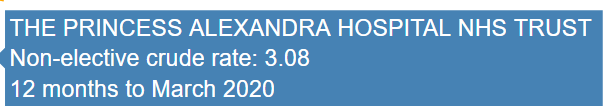 THE PRINCESS ALEXANDRA HOSPITAL NHS TRUST
Non-elective crude rate: 3.08
12 months to March 2020